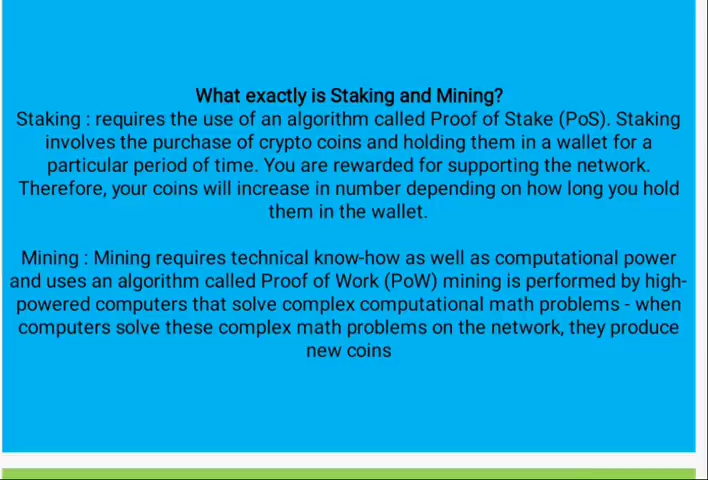 What exactly is Staking and Mining?
Staking : requires the use of an algorithm called Proof of Stake (PoS). Staking
involves the purchase of crypto coins and holding them in a wallet for a
particular period of time. You are rewarded for supporting the network.
Therefore, your coins will increase in number depending on how long you hold
them in the wallet.
Mining : Mining requires technical know-how as well as computational power
and uses an algorithm called Proof of Work (PoW) mining is performed by high-
powered computers that solve complex computational math problems - when
computers solve these complex math problems on the network, they produce
new coins